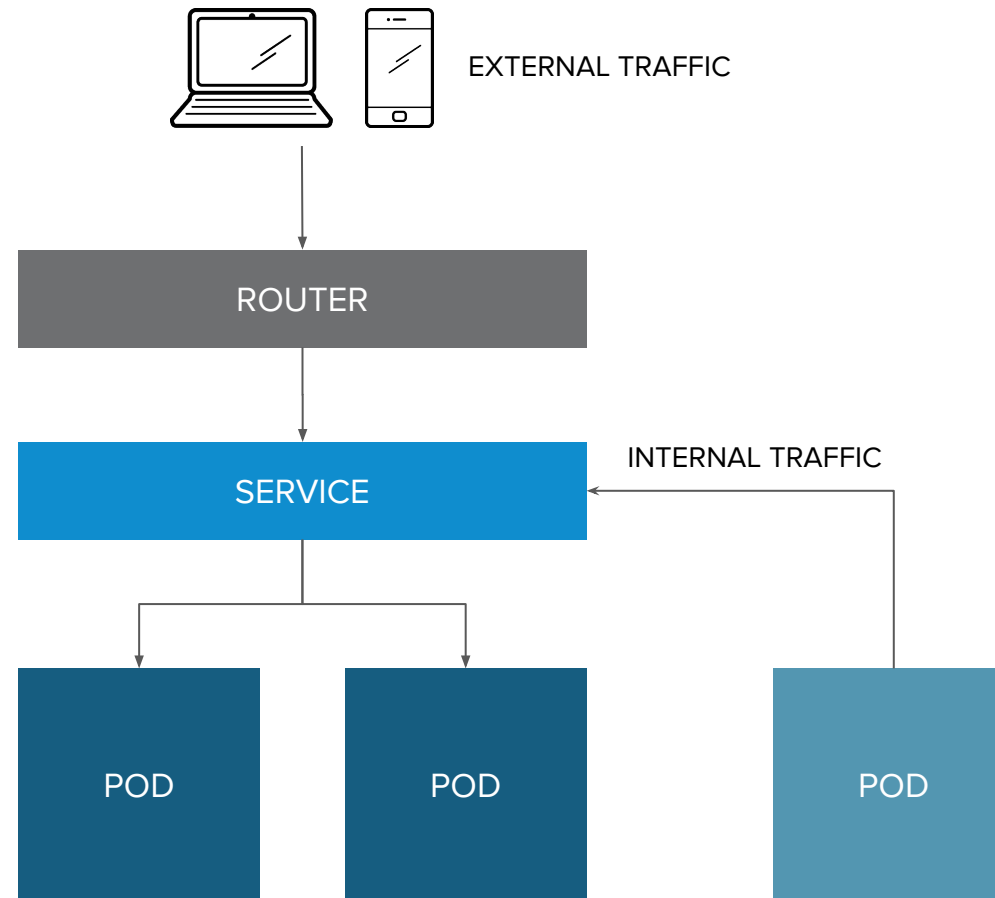 EXTERNAL TRAFFIC
ROUTER
INTERNAL TRAFFIC
SERVICE
POD
POD
POD